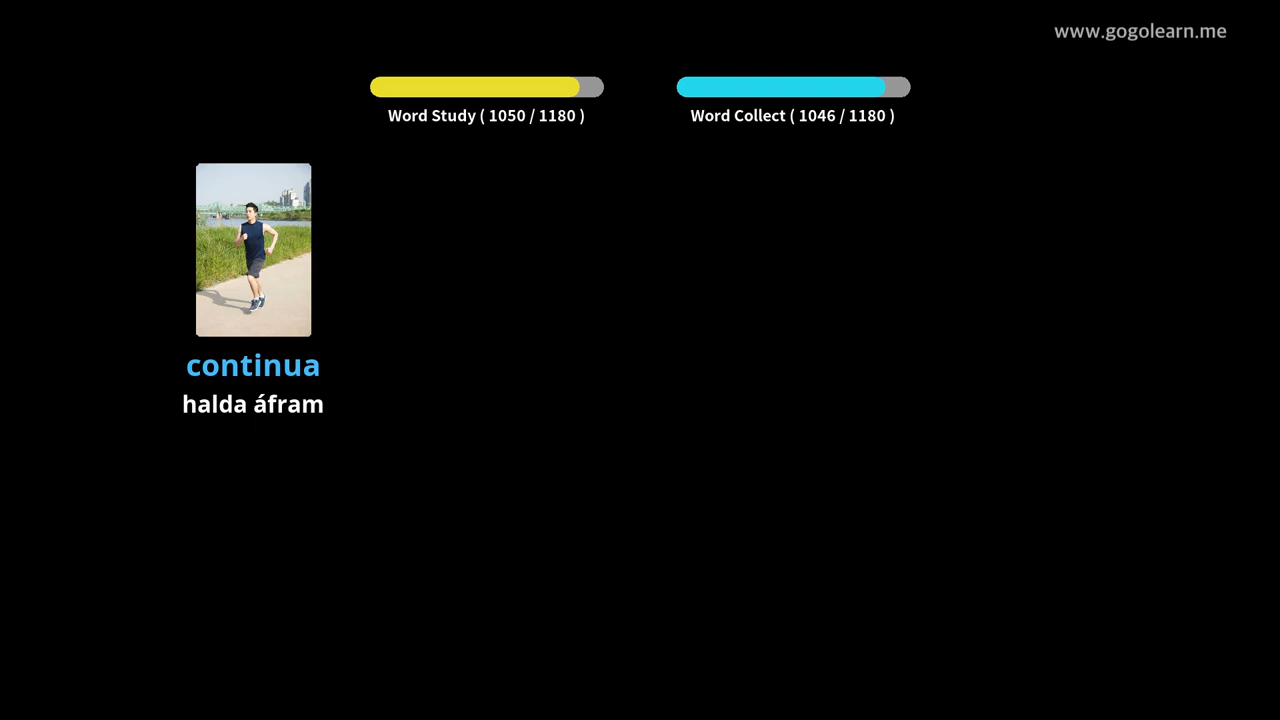 www.gogolearn.me
Word Study ( 1050 / 1180 )
Word Collect ( 1046 / 1180 )
continua
halda áfram